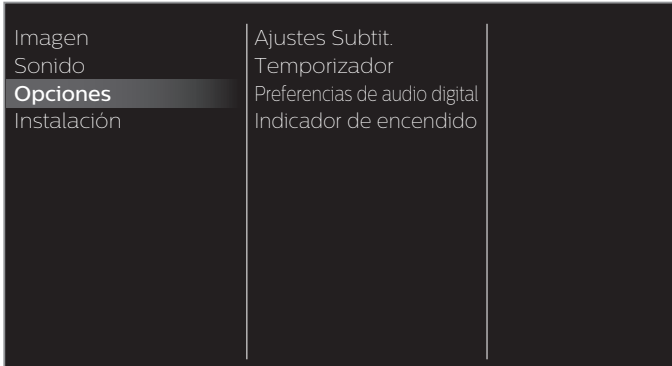 Imagen
Sonido
Opciones
Instalación
Ajustes Subtit.
Temporizador
Preferencias de audio digital
Indicador de encendido